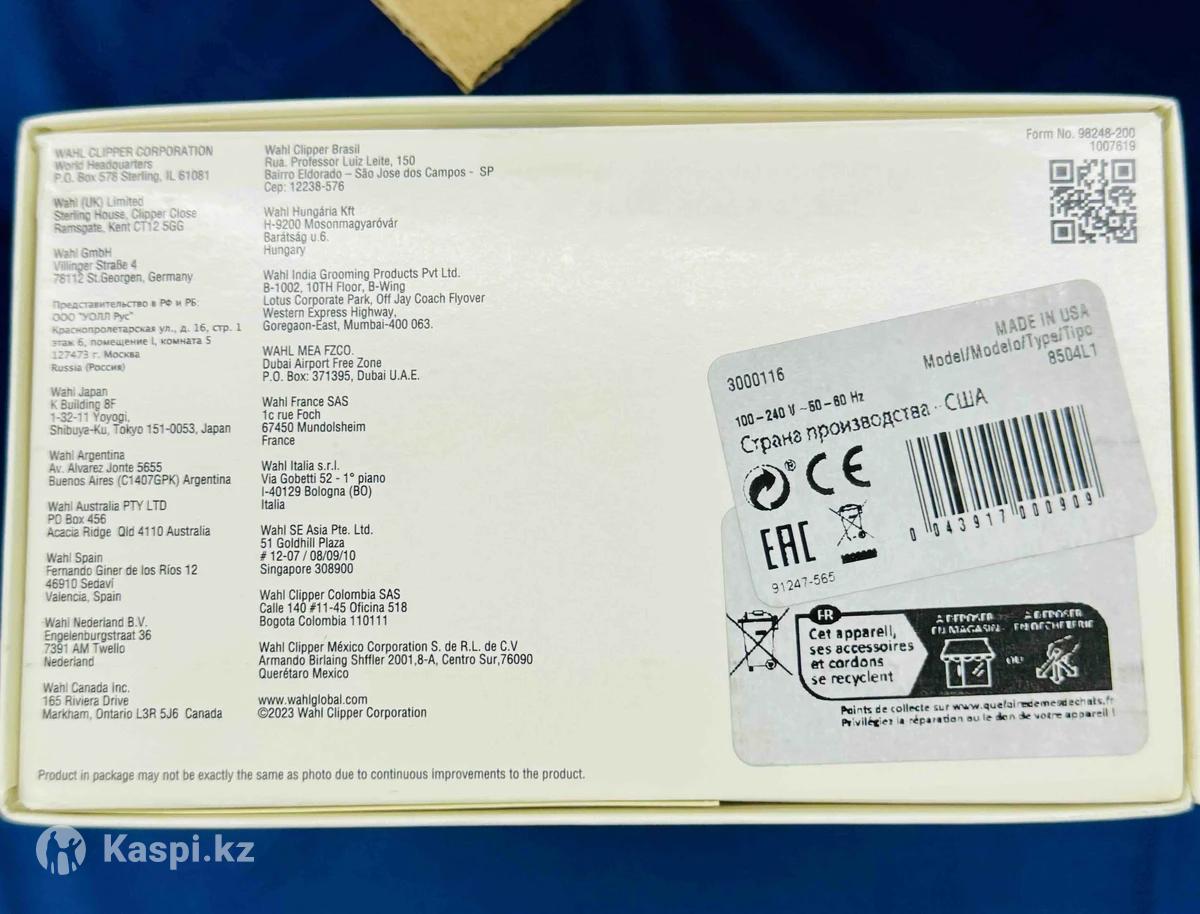 WAHL CLIPPER CORPORATION
World Headquarters
P.O. Box 578 Sterling, IL 61081
Wahl (UK) Limited
Sterling House, Clipper Close
Ramsgate, Kent CT12 5GG
Wahl GmbH
Villinger Straße 4
78112 St.Georgen, Germany
Представительство в РФ и РБ:
ООО "УОЛЛ Рус"
Краснопролетарская ул., д. 16, стр. 1
этаж 6, помещение I, комната 5
127473 г. Москва
Russia (Россия)
Wahl Japan
K Building 8F
1-32-11 Yoyogi,
Shibuya-Ku, Tokyo 151-0053, Japan
Wahl Argentina
Av. Alvarez Jonte 5655
Buenos Aires (C1407GPK) Argentina
Wahl Australia PTY LTD
PO Box 456
Acacia Ridge Qld 4110 Australia
Wahl Spain
Fernando Giner de los Ríos 12
46910 Sedaví
Valencia, Spain
Wahl Nederland B.V.
Engelenburgstraat 36
7391 AM Twello
Nederland
Wahl Canada Inc.
165 Riviera Drive
Markham, Ontario L3R 5J6 Canada
Wahl Clipper Brasil
Rua. Professor Luiz Leite, 150
Bairro Eldorado – São Jose dos Campos - SP
Cep: 12238-576
Wahl Hungária Kft
H-9200 Mosonmagyaróvár
Barátság u.6.
Hungary
Wahl India Grooming Products Pvt Ltd.
B-1002, 10TH Floor, B-Wing
Lotus Corporate Park, Off Jay Coach Flyover
Western Express Highway,
Goregaon-East, Mumbai-400 063.
WAHL MEA FZCO.
Dubai Airport Free Zone
P.O. Box: 371395, Dubai U.A.E.
Wahl France SAS
1c rue Foch
67450 Mundolsheim
France
Wahl Italia s.r.l.
Via Gobetti 52 - 1° piano
I-40129 Bologna (BO)
Italia
Wahl SE Asia Pte. Ltd.
51 Goldhill Plaza
# 12-07 / 08/09/10
Singapore 308900
Wahl Clipper Colombia SAS
Calle 140 #11-45 Oficina 518
Bogota Colombia 110111
Wahl Clipper México Corporation S. de R.L. de C.V
Armando Birlaing Shffler 2001,8-A, Centro Sur,76090
Querétaro Mexico
www.wahlglobal.com
©2023 Wahl Clipper Corporation
Product in package may not be exactly the same as photo due to continuous improvements to the product.
Form No. 98248-200
1007619
MADE IN USA
Model/Modelo/Type/Tipo
8504L1
3000116
100-240 V ~50-60 Hz
Страна производства - США
® CE
EAC
0 043917 000909
91247-565
FR
Cet appareil,
ses accessoires
et cordons
se recyclent
À DÉPOSER
EN MAGASIN
OU
À DÉPOSER
EN DÉCHÈTERIE
Points de collecte sur www.quefairedemesdechets.fr
Privilégiez la réparation ou le don de votre appareil !
Kaspi.kz